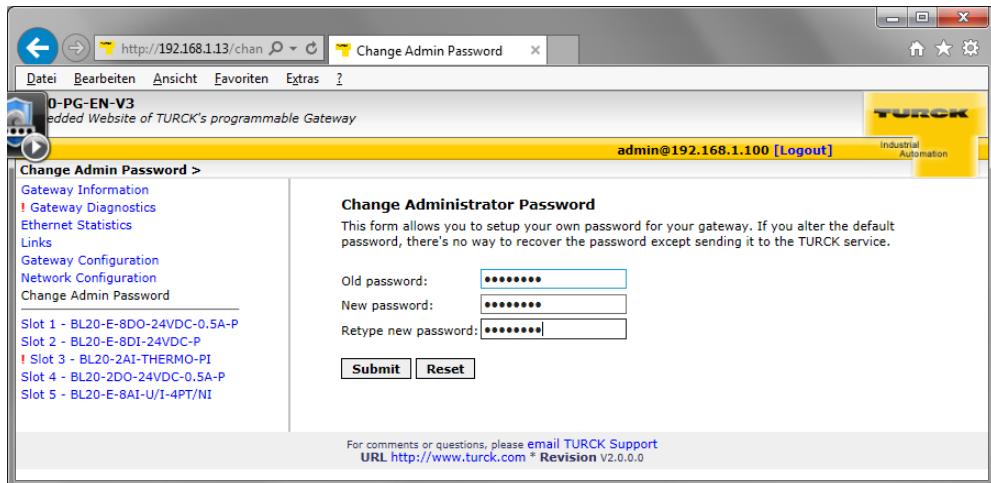 http://192.168.1.13/chan
Change Admin Password
Datei Bearbeiten Ansicht Favoriten Extras ?
0-PG-EN-V3
edded Website of TURCK's programmable Gateway
TURCK
Industrial
Automation
admin@192.168.1.100 [Logout]
Change Admin Password >
Gateway Information
! Gateway Diagnostics
Ethernet Statistics
Links
Gateway Configuration
Network Configuration
Change Admin Password
Slot 1 - BL20-E-8DO-24VDC-0.5A-P
Slot 2 - BL20-E-8DI-24VDC-P
! Slot 3 - BL20-2AI-THERMO-PI
Slot 4 - BL20-2DO-24VDC-0.5A-P
Slot 5 - BL20-E-8AI-U/I-4PT/NI
Change Administrator Password
This form allows you to setup your own password for your gateway. If you alter the default
password, there's no way to recover the password except sending it to the TURCK service.
Old password: ••••••••
New password: ••••••••
Retype new password: ••••••••
Submit Reset
For comments or questions, please email TURCK Support
URL http://www.turck.com * Revision V2.0.0.0